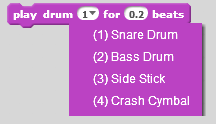 play drum 1 for 0.2 beats
(1) Snare Drum
(2) Bass Drum
(3) Side Stick
(4) Crash Cymbal